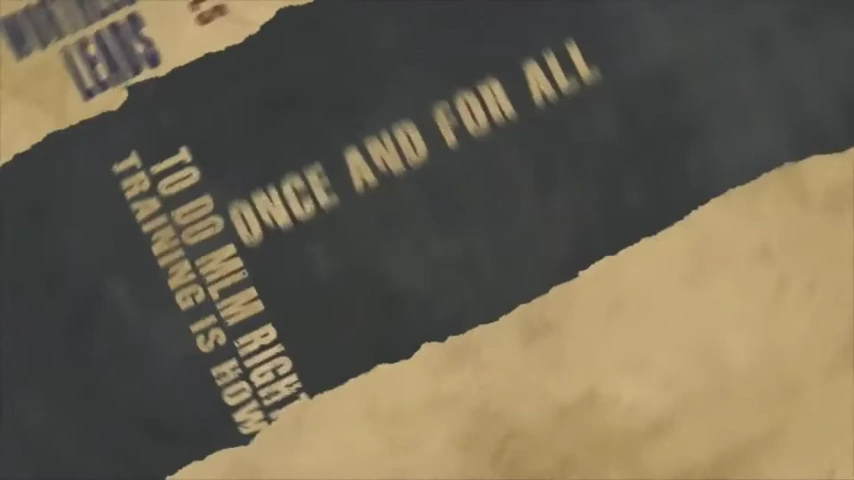 LEADS
TO DO MLM RIGHT
TRAINING IS HOW
ONCE AND FOR ALL